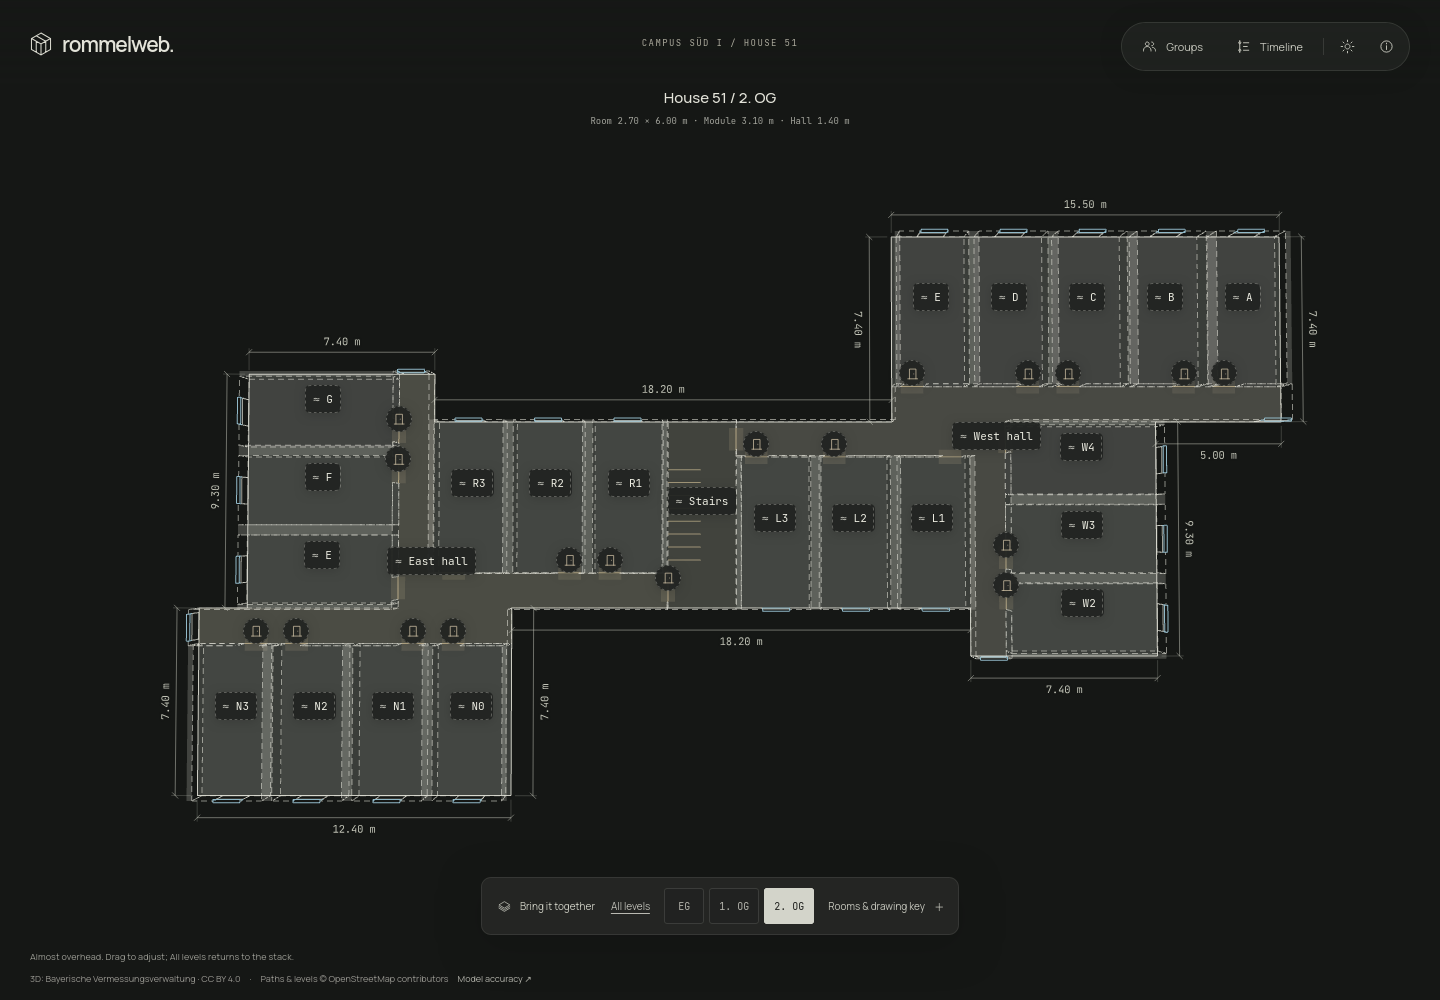 rommelweb.
CAMPUS SÜD I / HOUSE 51
Groups
Timeline
House 51 / 2. OG
Room 2.70 × 6.00 m · Module 3.10 m · Hall 1.40 m
15.50 m
7.40 m
7.40 m
≈ E
≈ D
≈ C
≈ B
≈ A
7.40 m
18.20 m
≈ G
≈ F
≈ E
9.30 m
≈ East hall
≈ R3
≈ R2
≈ R1
≈ Stairs
≈ L3
≈ L2
≈ L1
≈ West hall
≈ W4
≈ W3
≈ W2
5.00 m
9.30 m
18.20 m
7.40 m
≈ N3
≈ N2
≈ N1
≈ N0
7.40 m
7.40 m
12.40 m
Bring it together
All levels
EG
1. OG
2. OG
Rooms & drawing key +
Almost overhead. Drag to adjust; All levels returns to the stack.
3D: Bayerische Vermessungsverwaltung · CC BY 4.0 · Paths & levels © OpenStreetMap contributors Model accuracy ↗